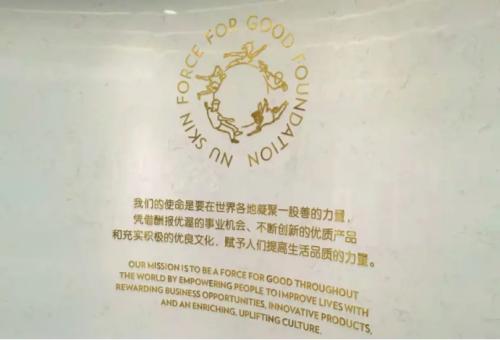 NU SKIN FORCE FOR GOOD FOUNDATION
我们的使命是要在世界各地凝聚一股善的力量，
凭借酬报优渥的事业机会、不断创新的优质产品
和充实积极的优良文化，赋予人们提高生活品质的力量。
OUR MISSION IS TO BE A FORCE FOR GOOD THROUGHOUT
THE WORLD BY EMPOWERING PEOPLE TO IMPROVE LIVES WITH
REWARDING BUSINESS OPPORTUNITIES, INNOVATIVE PRODUCTS,
AND AN ENRICHING, UPLIFTING CULTURE.